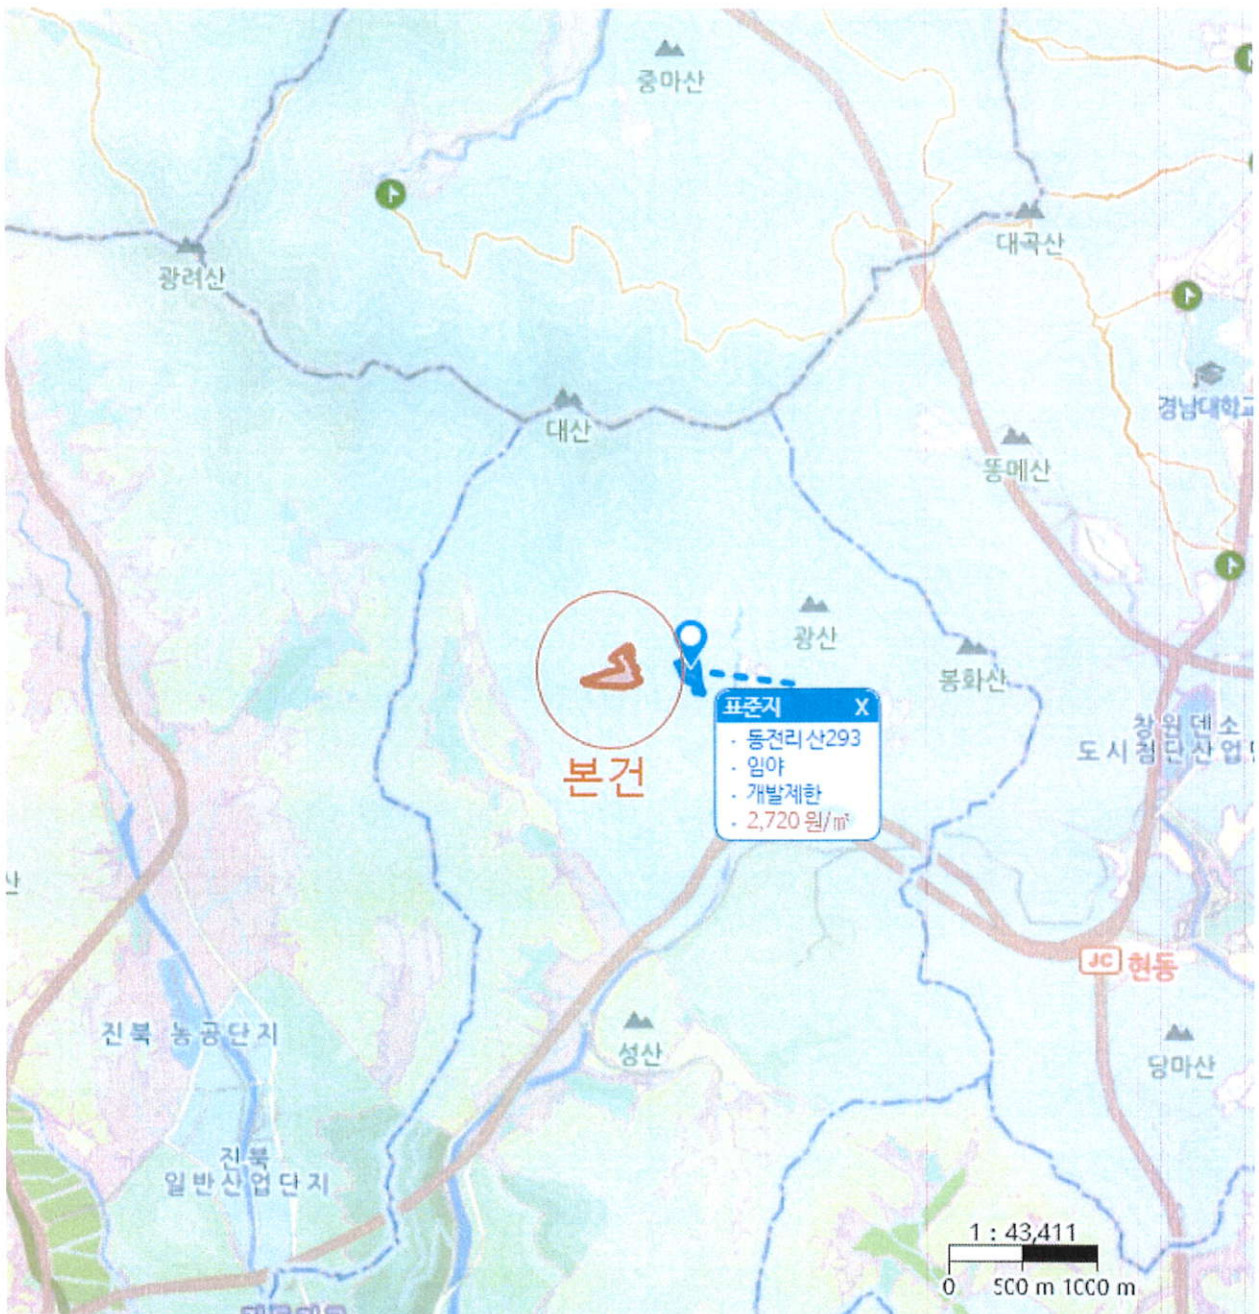 중마산
대곡산
광려산
경남대학교
대산
똥메산
광산
봉화산
표준지 X
· 동전리 산293
· 임야
· 개발제한
· 2,720 원/㎡
본건
창원덴소
도시첨단산업단
산
JC 현동
진북 농공단지
성산
당마산
진북
일반산업단지
1 : 43,411
0 500 m 1000 m